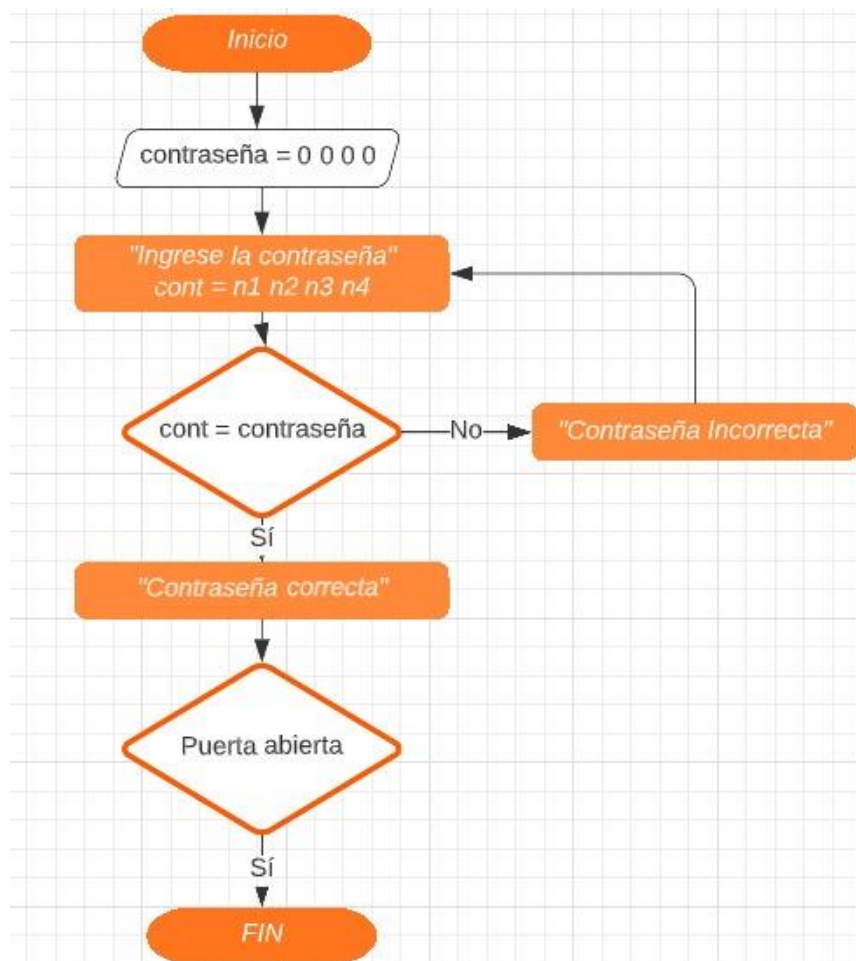 Inicio
contraseña = 0 0 0 0
"Ingrese la contraseña"
cont = n1 n2 n3 n4
cont = contraseña
No
"Contraseña Incorrecta"
Sí
"Contraseña correcta"
Puerta abierta
Sí
FIN